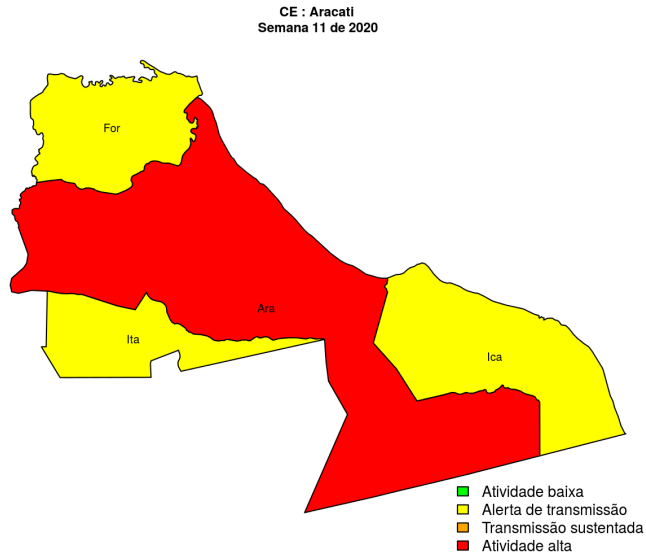 CE : Aracati
Semana 11 de 2020
For
Ara
Ita
Ica
Atividade baixa
Alerta de transmissão
Transmissão sustentada
Atividade alta